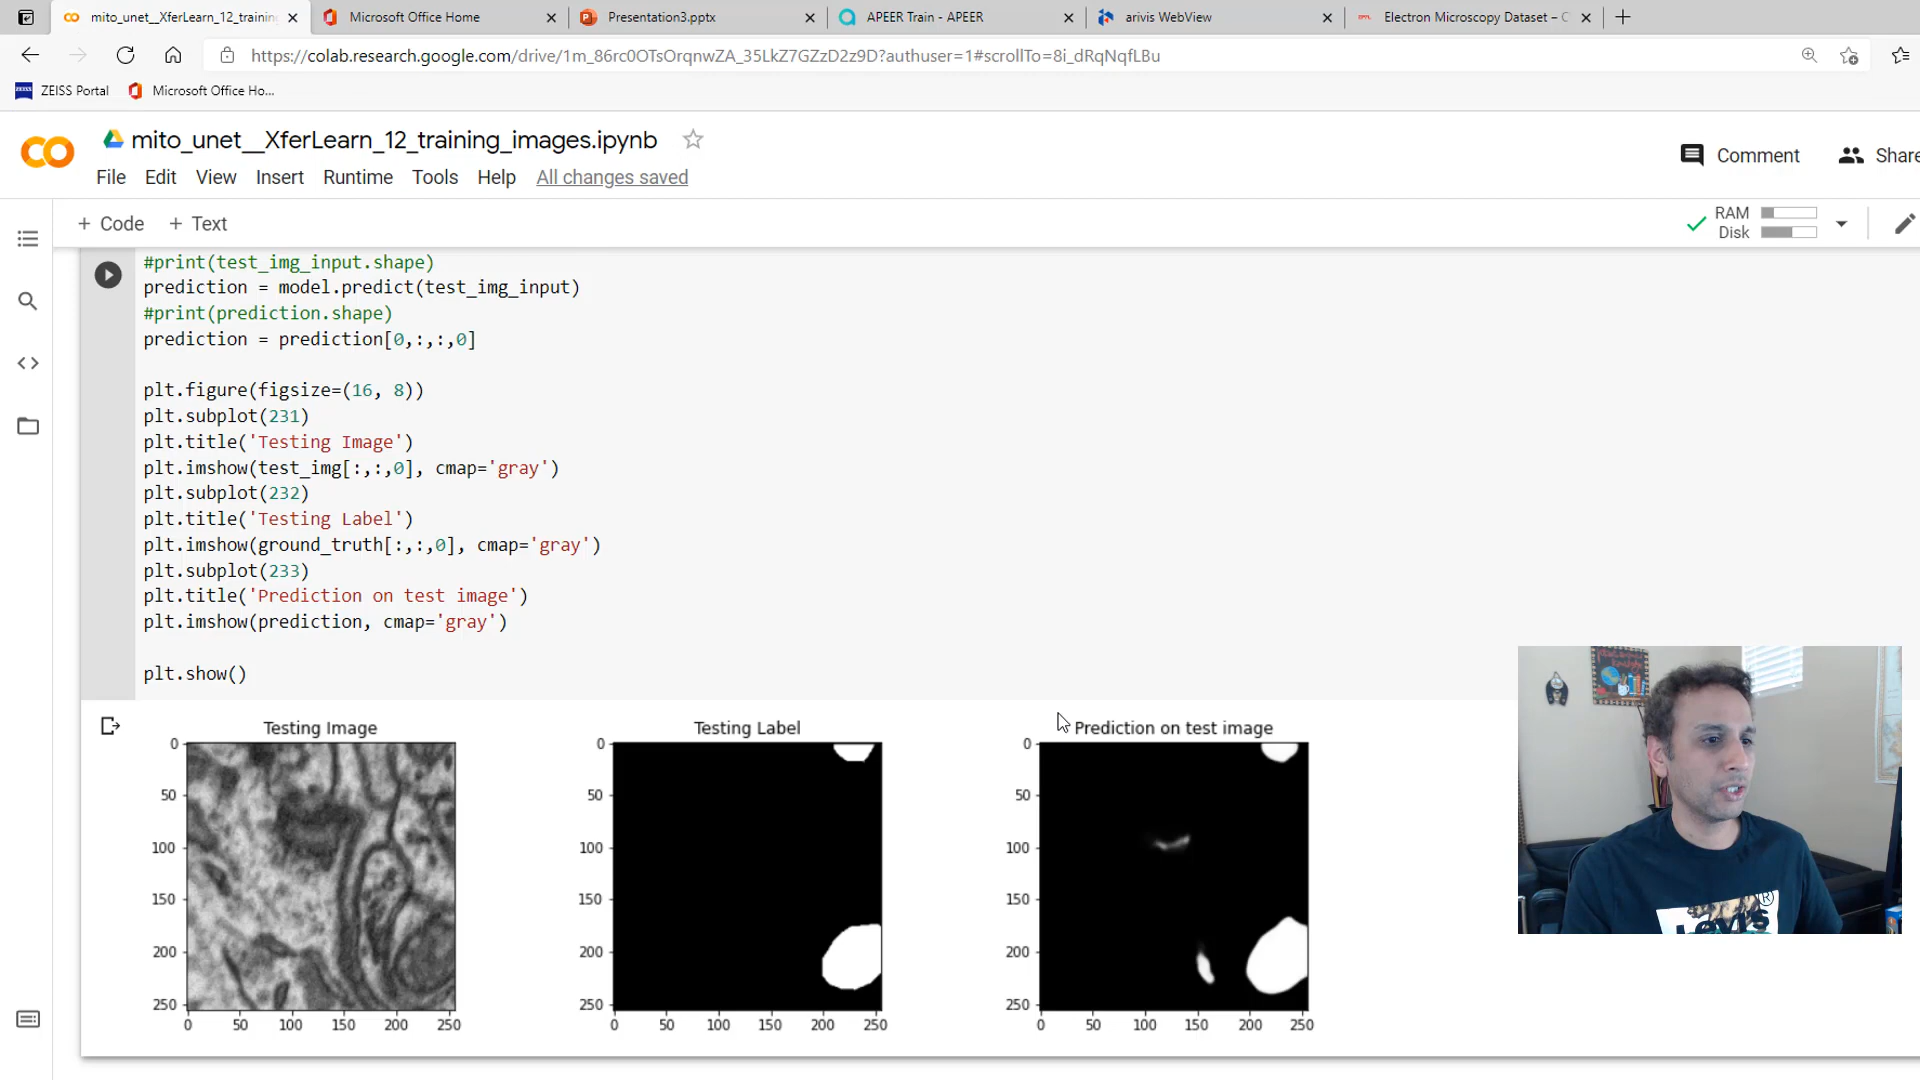 mito_unet__XferLearn_12_trainin
Microsoft Office Home
Presentation3.pptx
APEER Train - APEER
arivis WebView
Electron Microscopy Dataset – C
https://colab.research.google.com/drive/1m_86rc0OTsOrqnwZA_35LkZ7GZzD2z9D?authuser=1#scrollTo=8i_dRqNqfLBu
ZEISS Portal
Microsoft Office Ho...
mito_unet__XferLearn_12_training_images.ipynb
Comment
Share
File Edit View Insert Runtime Tools Help All changes saved
+ Code + Text
RAM
Disk
#print(test_img_input.shape)
prediction = model.predict(test_img_input)
#print(prediction.shape)
prediction = prediction[0,:,:,0]
plt.figure(figsize=(16, 8))
plt.subplot(231)
plt.title('Testing Image')
plt.imshow(test_img[:,:,0], cmap='gray')
plt.subplot(232)
plt.title('Testing Label')
plt.imshow(ground_truth[:,:,0], cmap='gray')
plt.subplot(233)
plt.title('Prediction on test image')
plt.imshow(prediction, cmap='gray')
plt.show()
Testing Image
0
50
100
150
200
250
0 50 100 150 200 250
Testing Label
0
50
100
150
200
250
0 50 100 150 200 250
Prediction on test image
0
50
100
150
200
250
0 50 100 150 200 250
Levi's